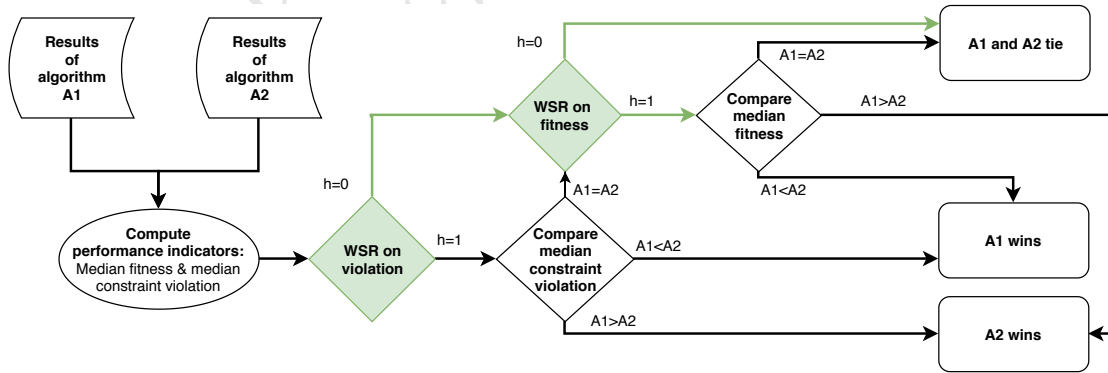 Results
of
algorithm
A1
Results
of
algorithm
A2
Compute
performance indicators:
Median fitness & median
constraint violation
h=0
WSR on
violation
h=1
Compare
median
constraint
violation
A1=A2
A1<A2
A1>A2
h=0
WSR on
fitness
h=1
Compare
median
fitness
A1=A2
A1>A2
A1<A2
A1 and A2 tie
A1 wins
A2 wins